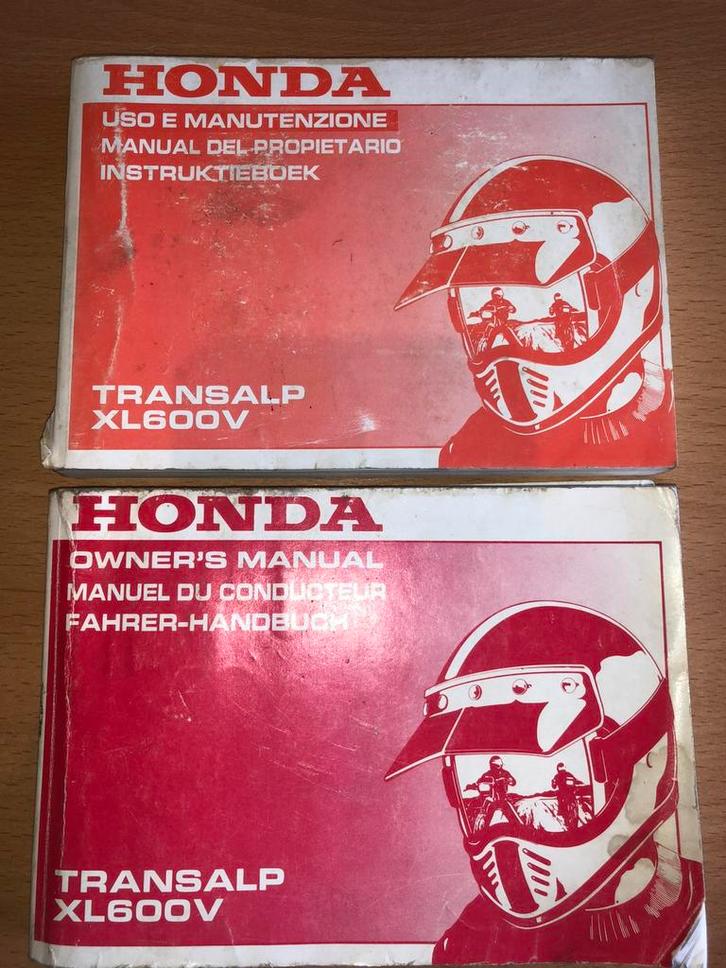 HONDA
USO E MANUTENZIONE
MANUAL DEL PROPIETARIO
INSTRUKTIEBOEK
TRANSALP
XL600V
HONDA
OWNER'S MANUAL
MANUEL DU CONDUCTEUR
FAHRER-HANDBUCH
TRANSALP
XL600V